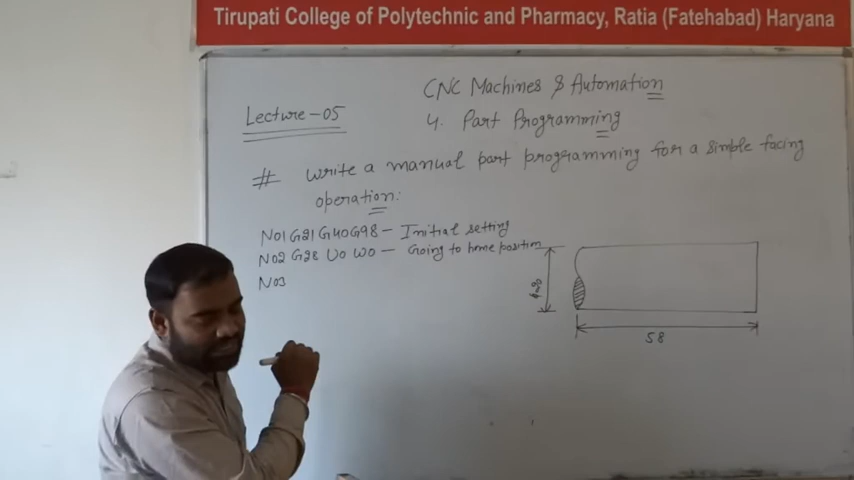 Tirupati College of Polytechnic and Pharmacy, Ratia (Fatehabad) Haryana
CNC Machines & Automation
Lecture-05
4. Part Programming
# Write a manual part programming for a simple facing
operation:
N01 G21 G40 G98 - Initial setting
N02 G28 U0 W0 - Going to home position
N03
58